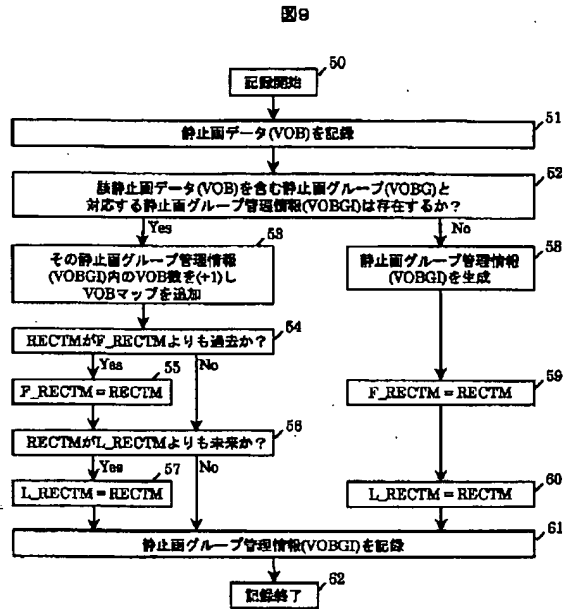 図9
50
記録開始
51
静止画データ(VOB)を記録
52
該静止画データ(VOB)を含む静止画グループ(VOBG)と
対応する静止画グループ管理情報(VOBGI)は存在するか?
Yes
No
53
その静止画グループ管理情報
(VOBGI)内のVOB数を(+1)し
VOBマップを追加
58
静止画グループ管理情報
(VOBGI)を生成
54
RECTMがF_RECTMよりも過去か?
Yes
55
No
F_RECTM=RECTM
59
F_RECTM=RECTM
56
RECTMがL_RECTMよりも未来か?
Yes
57
No
L_RECTM=RECTM
60
L_RECTM=RECTM
61
静止画グループ管理情報(VOBGI)を記録
62
記録終了